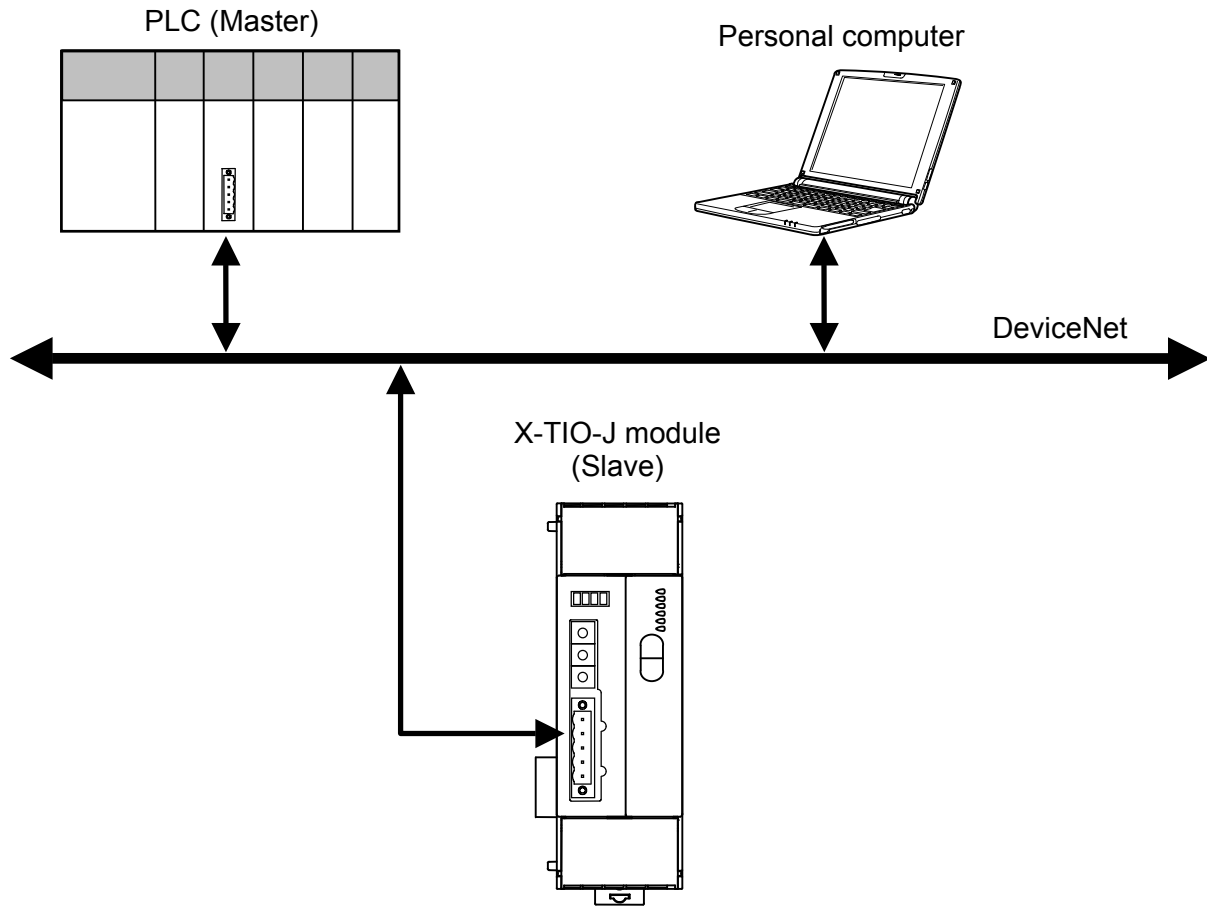 PLC (Master)
Personal computer
DeviceNet
X-TIO-J module
(Slave)